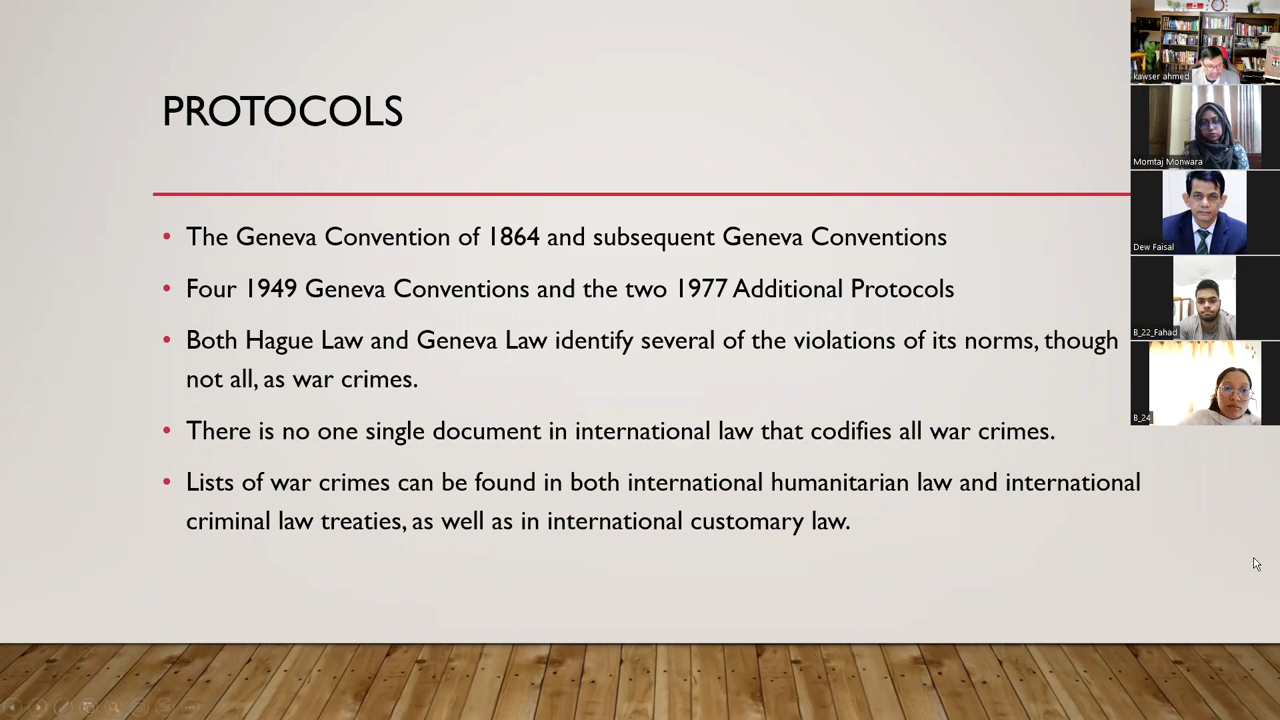 PROTOCOLS
• The Geneva Convention of 1864 and subsequent Geneva Conventions
• Four 1949 Geneva Conventions and the two 1977 Additional Protocols
• Both Hague Law and Geneva Law identify several of the violations of its norms, though
not all, as war crimes.
• There is no one single document in international law that codifies all war crimes.
• Lists of war crimes can be found in both international humanitarian law and international
criminal law treaties, as well as in international customary law.
kawser ahmed
Momtaj Monwara
Dew Faisal
B_22_Fahad
B_24